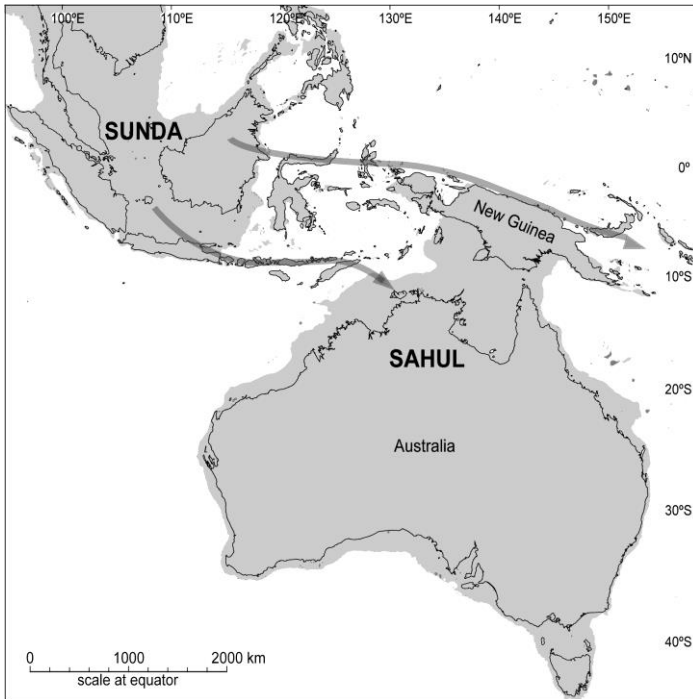 100ºE 110ºE 120ºE 130ºE 140ºE 150ºE
10ºN
SUNDA
0º
New Guinea
10ºS
SAHUL
20ºS
Australia
30ºS
40ºS
0 1000 2000 km
scale at equator